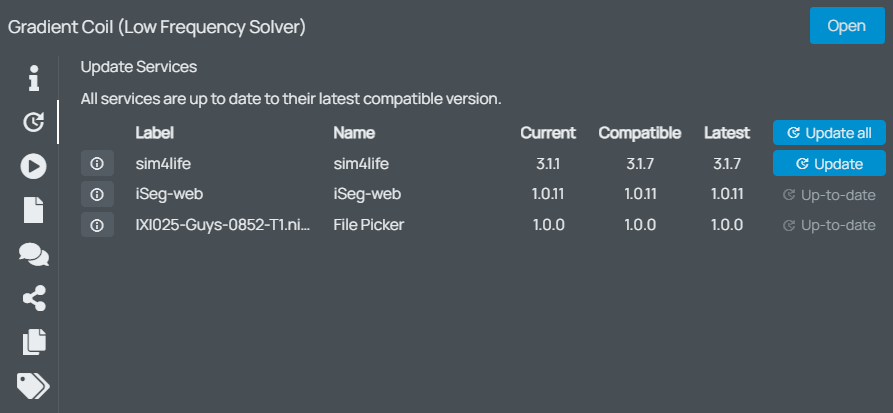 Gradient Coil (Low Frequency Solver) Open
Update Services
All services are up to date to their latest compatible version.
Label Name Current Compatible Latest Update all
sim4life sim4life 3.1.1 3.1.7 3.1.7 Update
iSeg-web iSeg-web 1.0.11 1.0.11 1.0.11 Up-to-date
IXI025-Guys-0852-T1.ni... File Picker 1.0.0 1.0.0 1.0.0 Up-to-date